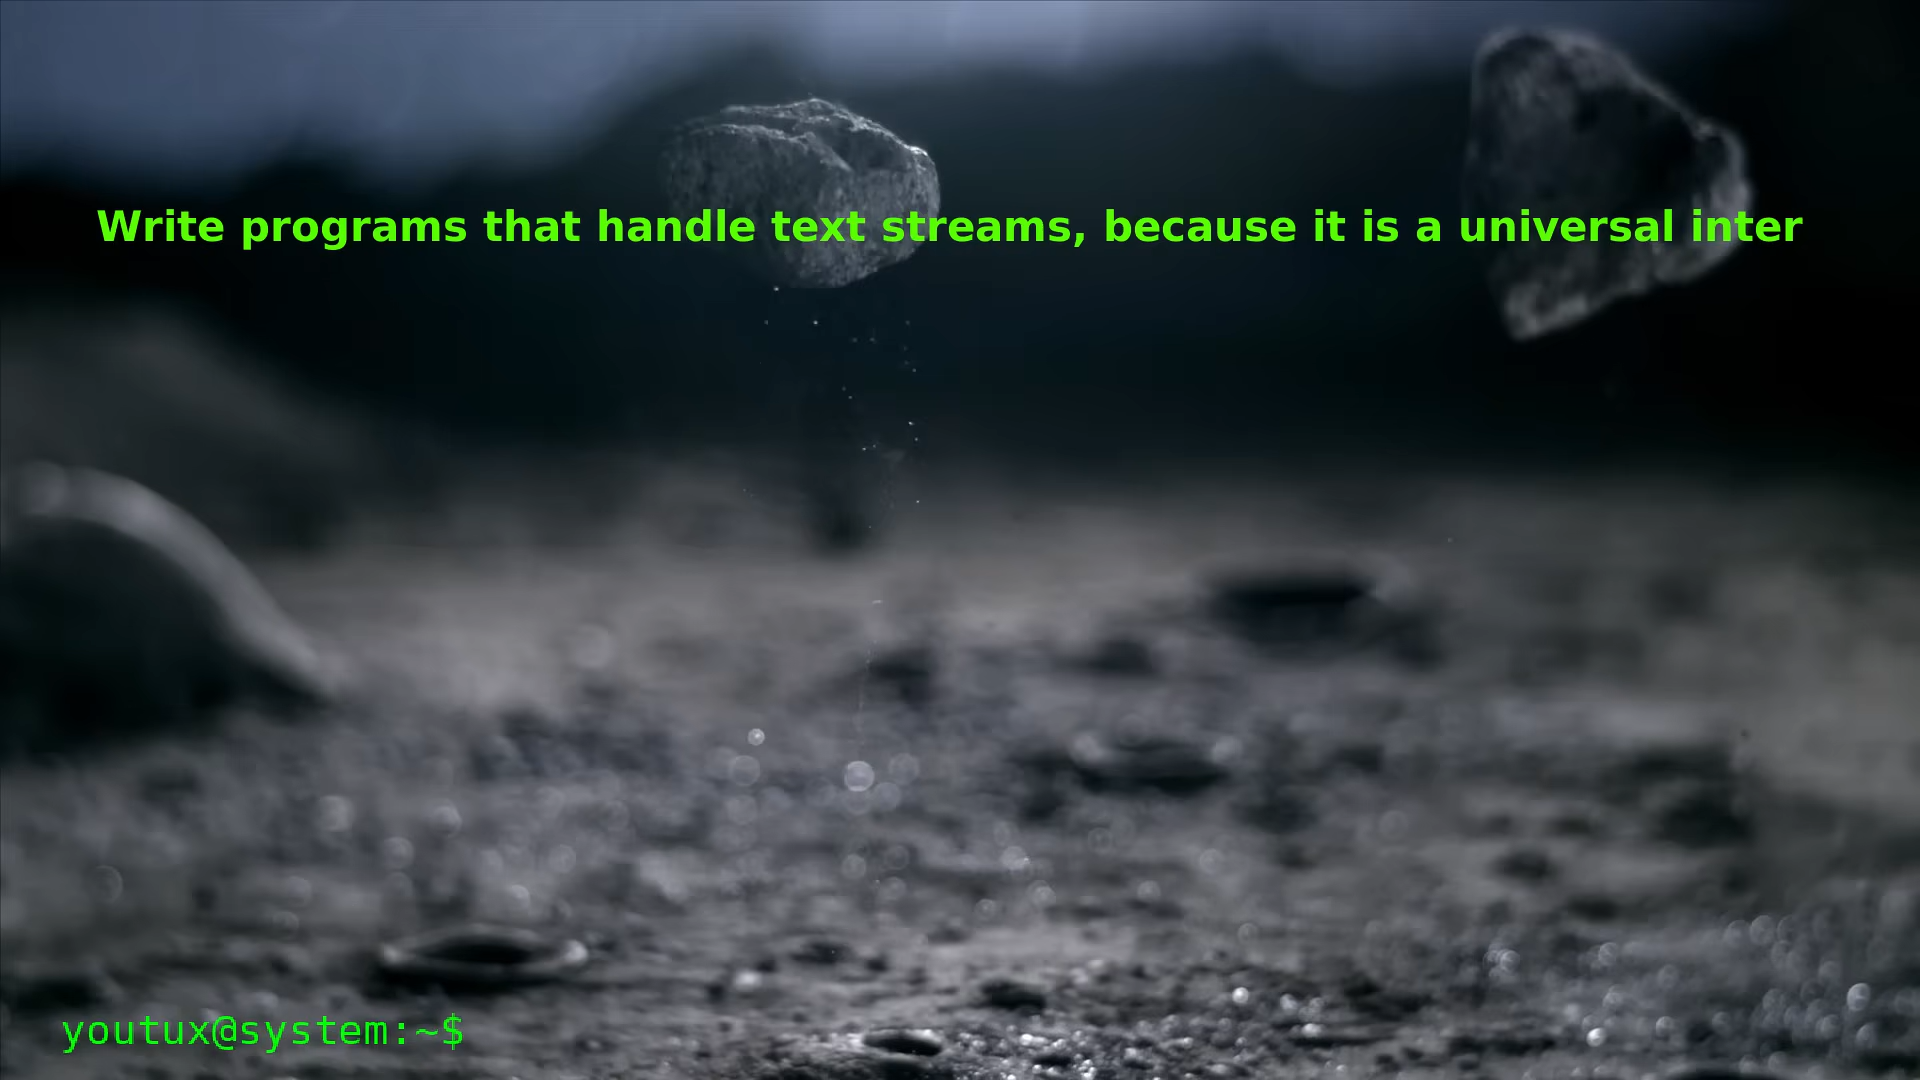 Write programs that handle text streams, because it is a universal inter
youtux@system:~$